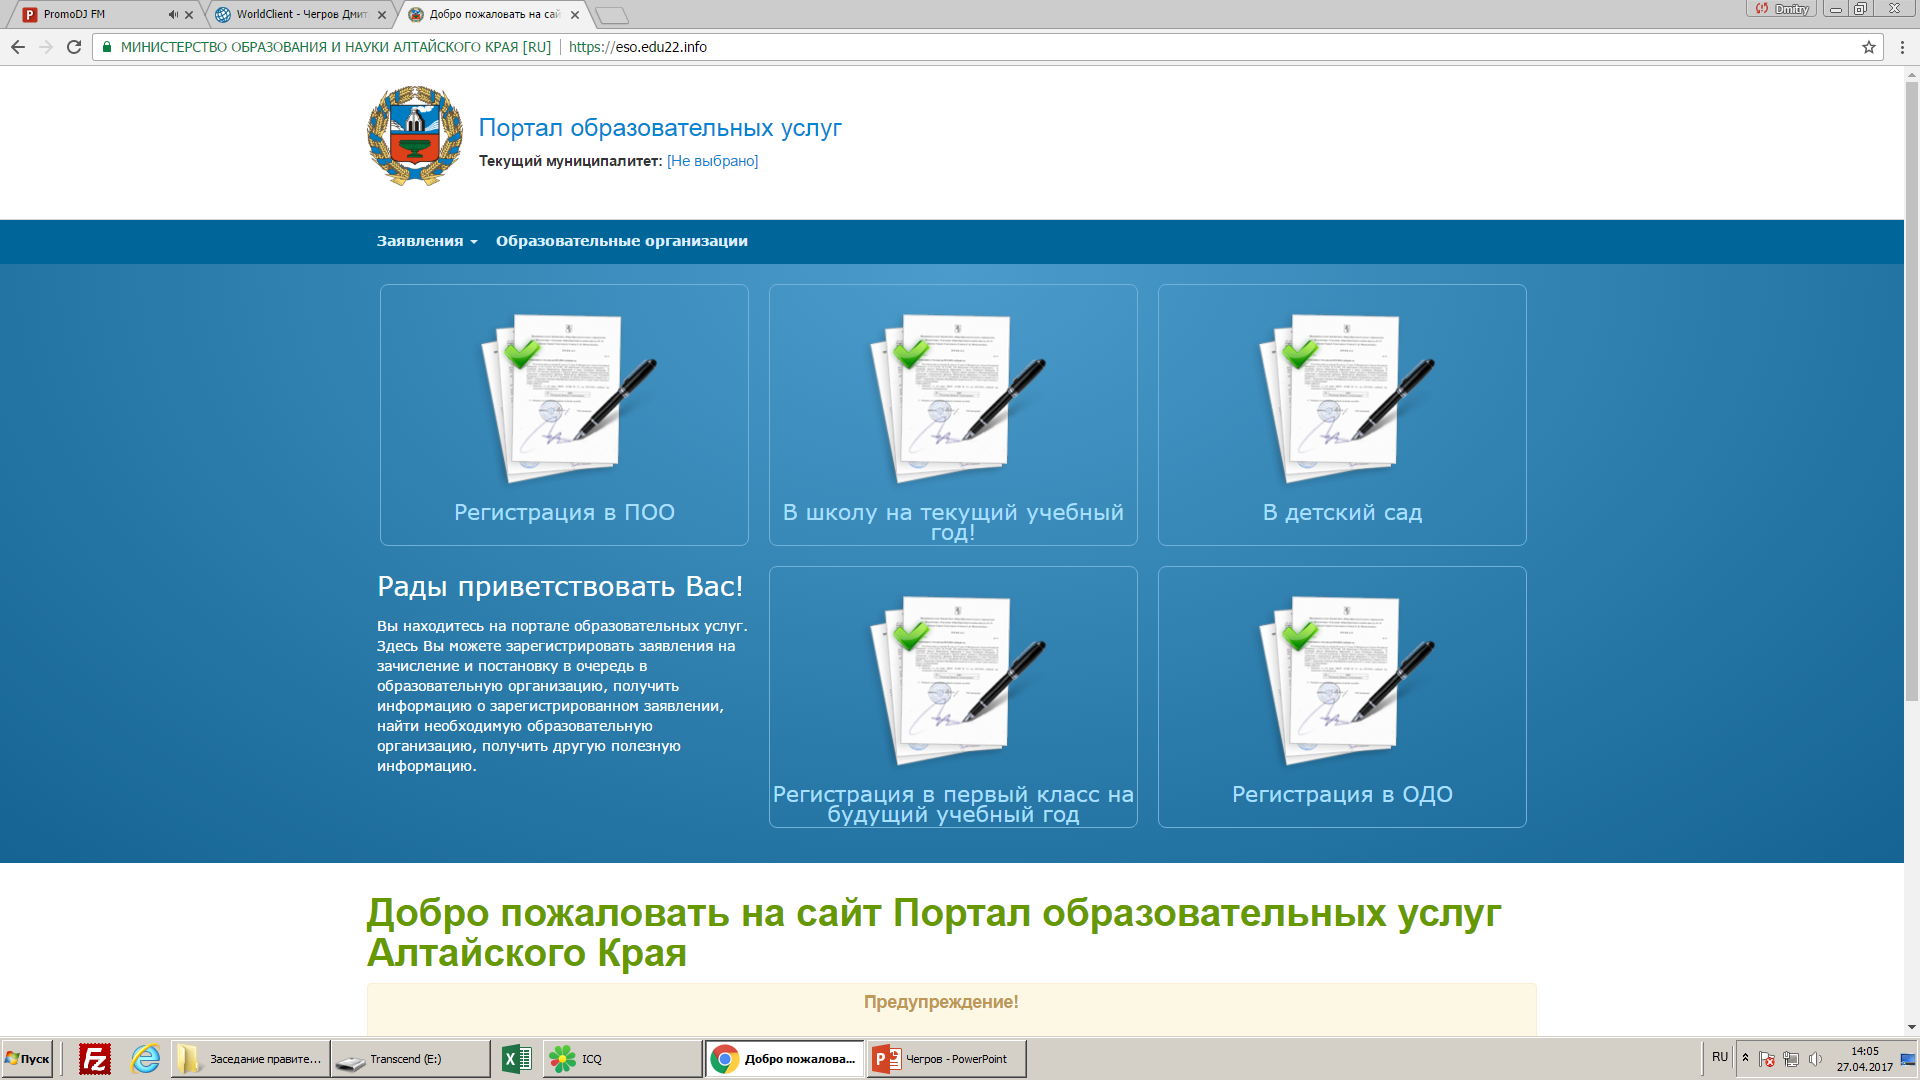 PromoDJ FM
WorldClient - Чегров Дмит
Добро пожаловать на сай
Dmitry
МИНИСТЕРСТВО ОБРАЗОВАНИЯ И НАУКИ АЛТАЙСКОГО КРАЯ [RU]
https://eso.edu22.info
Портал образовательных услуг
Текущий муниципалитет: [Не выбрано]
Заявления
Образовательные организации
Регистрация в ПОО
В школу на текущий учебный
год!
В детский сад
Рады приветствовать Вас!
Вы находитесь на портале образовательных услуг.
Здесь Вы можете зарегистрировать заявления на
зачисление и постановку в очередь в
образовательную организацию, получить
информацию о зарегистрированном заявлении,
найти необходимую образовательную
организацию, получить другую полезную
информацию.
Регистрация в первый класс на
будущий учебный год
Регистрация в ОДО
Добро пожаловать на сайт Портал образовательных услуг
Алтайского Края
Предупреждение!
Пуск
Заседание правите...
Transcend (E:)
ICQ
Добро пожалова...
Чегров - PowerPoint
RU
14:05
27.04.2017